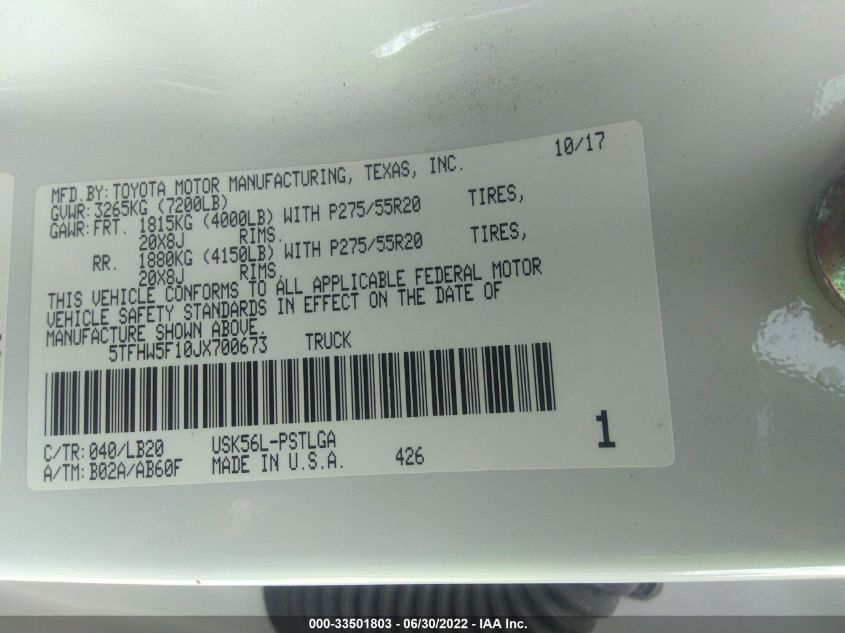 MFD.BY: TOYOTA MOTOR MANUFACTURING, TEXAS, INC. 10/17
GVWR: 3265KG (7200LB)
GAWR: FRT. 1815KG (4000LB) WITH P275/55R20 TIRES,
20X8J RIMS.
RR. 1880KG (4150LB) WITH P275/55R20 TIRES,
20X8J RIMS.
THIS VEHICLE CONFORMS TO ALL APPLICABLE FEDERAL MOTOR
VEHICLE SAFETY STANDARDS IN EFFECT ON THE DATE OF
MANUFACTURE SHOWN ABOVE.
5TFHW5F10JX700673 TRUCK
C/TR: 040/LB20 USK56L-PSTLGA 1
A/TM: B02A/AB60F MADE IN U.S.A. 426
000-33501803 - 06/30/2022 - IAA Inc.